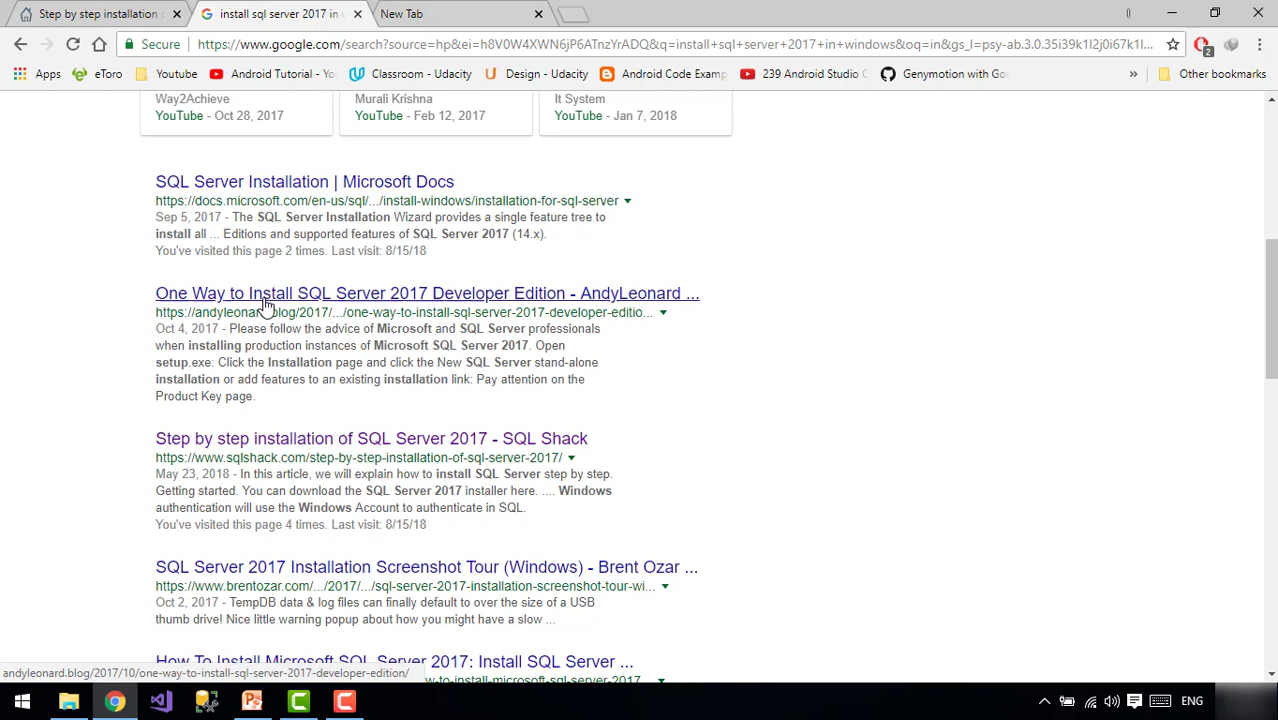 Step by step installation o
install sql server 2017 in
New Tab
Secure
https://www.google.com/search?source=hp&ei=h8V0W4XWN6jP6ATnzYrADQ&q=install+sql+server+2017+in+windows&oq=in&gs_l=psy-ab.3.0.35i39k1l2j0i67k1l...
2
Apps
eToro
Youtube
Android Tutorial - Yo
Classroom - Udacity
Design - Udacity
Android Code Examp
239 Android Studio C
Genymotion with Go
»
Other bookmarks
Way2Achieve
YouTube - Oct 28, 2017
Murali Krishna
YouTube - Feb 12, 2017
It System
YouTube - Jan 7, 2018
SQL Server Installation | Microsoft Docs
https://docs.microsoft.com/en-us/sql/.../install-windows/installation-for-sql-server
Sep 5, 2017 - The SQL Server Installation Wizard provides a single feature tree to
install all ... Editions and supported features of SQL Server 2017 (14.x).
You've visited this page 2 times. Last visit: 8/15/18
One Way to Install SQL Server 2017 Developer Edition - AndyLeonard ...
https://andyleonard.blog/2017/.../one-way-to-install-sql-server-2017-developer-editio...
Oct 4, 2017 - Please follow the advice of Microsoft and SQL Server professionals
when installing production instances of Microsoft SQL Server 2017. Open
setup.exe: Click the Installation page and click the New SQL Server stand-alone
installation or add features to an existing installation link: Pay attention on the
Product Key page.
Step by step installation of SQL Server 2017 - SQL Shack
https://www.sqlshack.com/step-by-step-installation-of-sql-server-2017/
May 23, 2018 - In this article, we will explain how to install SQL Server step by step.
Getting started. You can download the SQL Server 2017 installer here. .... Windows
authentication will use the Windows Account to authenticate in SQL.
You've visited this page 4 times. Last visit: 8/15/18
SQL Server 2017 Installation Screenshot Tour (Windows) - Brent Ozar ...
https://www.brentozar.com/.../2017/.../sql-server-2017-installation-screenshot-tour-wi...
Oct 2, 2017 - TempDB data & log files can finally default to over the size of a USB
thumb drive! Nice little warning popup about how you might have a slow ...
How To Install Microsoft SQL Server 2017: Install SQL Server ...
w-to-install-microsoft-sql-server-2017
andyleonard.blog/2017/10/one-way-to-install-sql-server-2017-developer-edition/
ENG